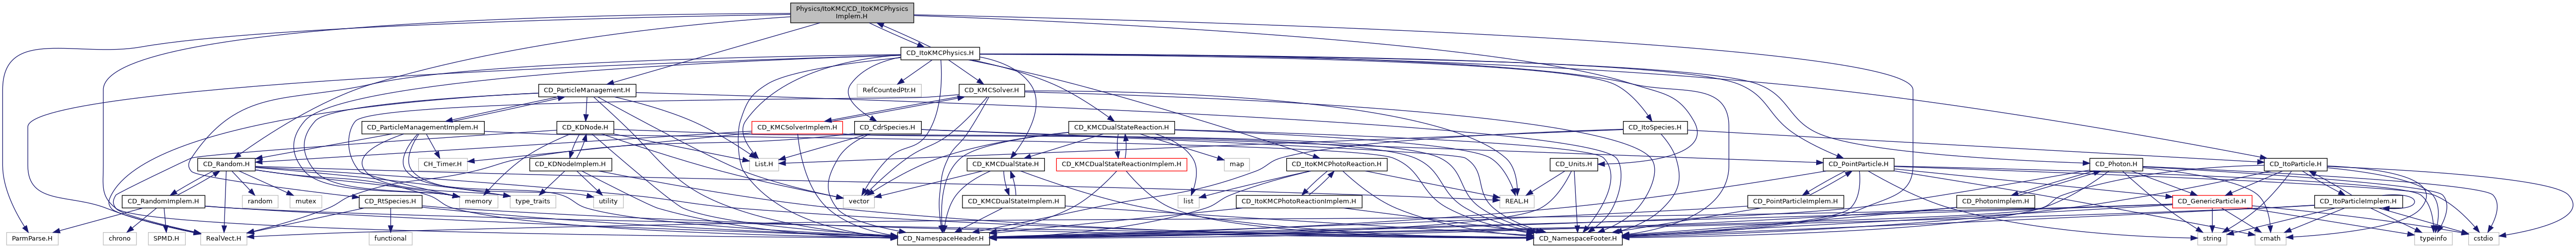 Physics/ItoKMC/CD_ItoKMCPhysics
Implem.H
CD_ItoKMCPhysics.H
CD_ParticleManagement.H
RefCountedPtr.H
CD_KMCSolver.H
CD_ParticleManagementImplem.H
CD_KDNode.H
CD_KMCSolverImplem.H
CD_CdrSpecies.H
CD_KMCDualStateReaction.H
CD_ItoSpecies.H
CD_Random.H
CH_Timer.H
CD_KDNodeImplem.H
List.H
CD_KMCDualState.H
CD_KMCDualStateReactionImplem.H
map
CD_ItoKMCPhotoReaction.H
CD_Units.H
CD_PointParticle.H
CD_Photon.H
CD_ItoParticle.H
CD_RandomImplem.H
random
mutex
CD_RtSpecies.H
memory
type_traits
utility
vector
CD_KMCDualStateImplem.H
list
CD_ItoKMCPhotoReactionImplem.H
REAL.H
CD_PointParticleImplem.H
CD_PhotonImplem.H
CD_GenericParticle.H
CD_ItoParticleImplem.H
ParmParse.H
chrono
SPMD.H
RealVect.H
functional
CD_NamespaceHeader.H
CD_NamespaceFooter.H
string
cmath
typeinfo
cstdio